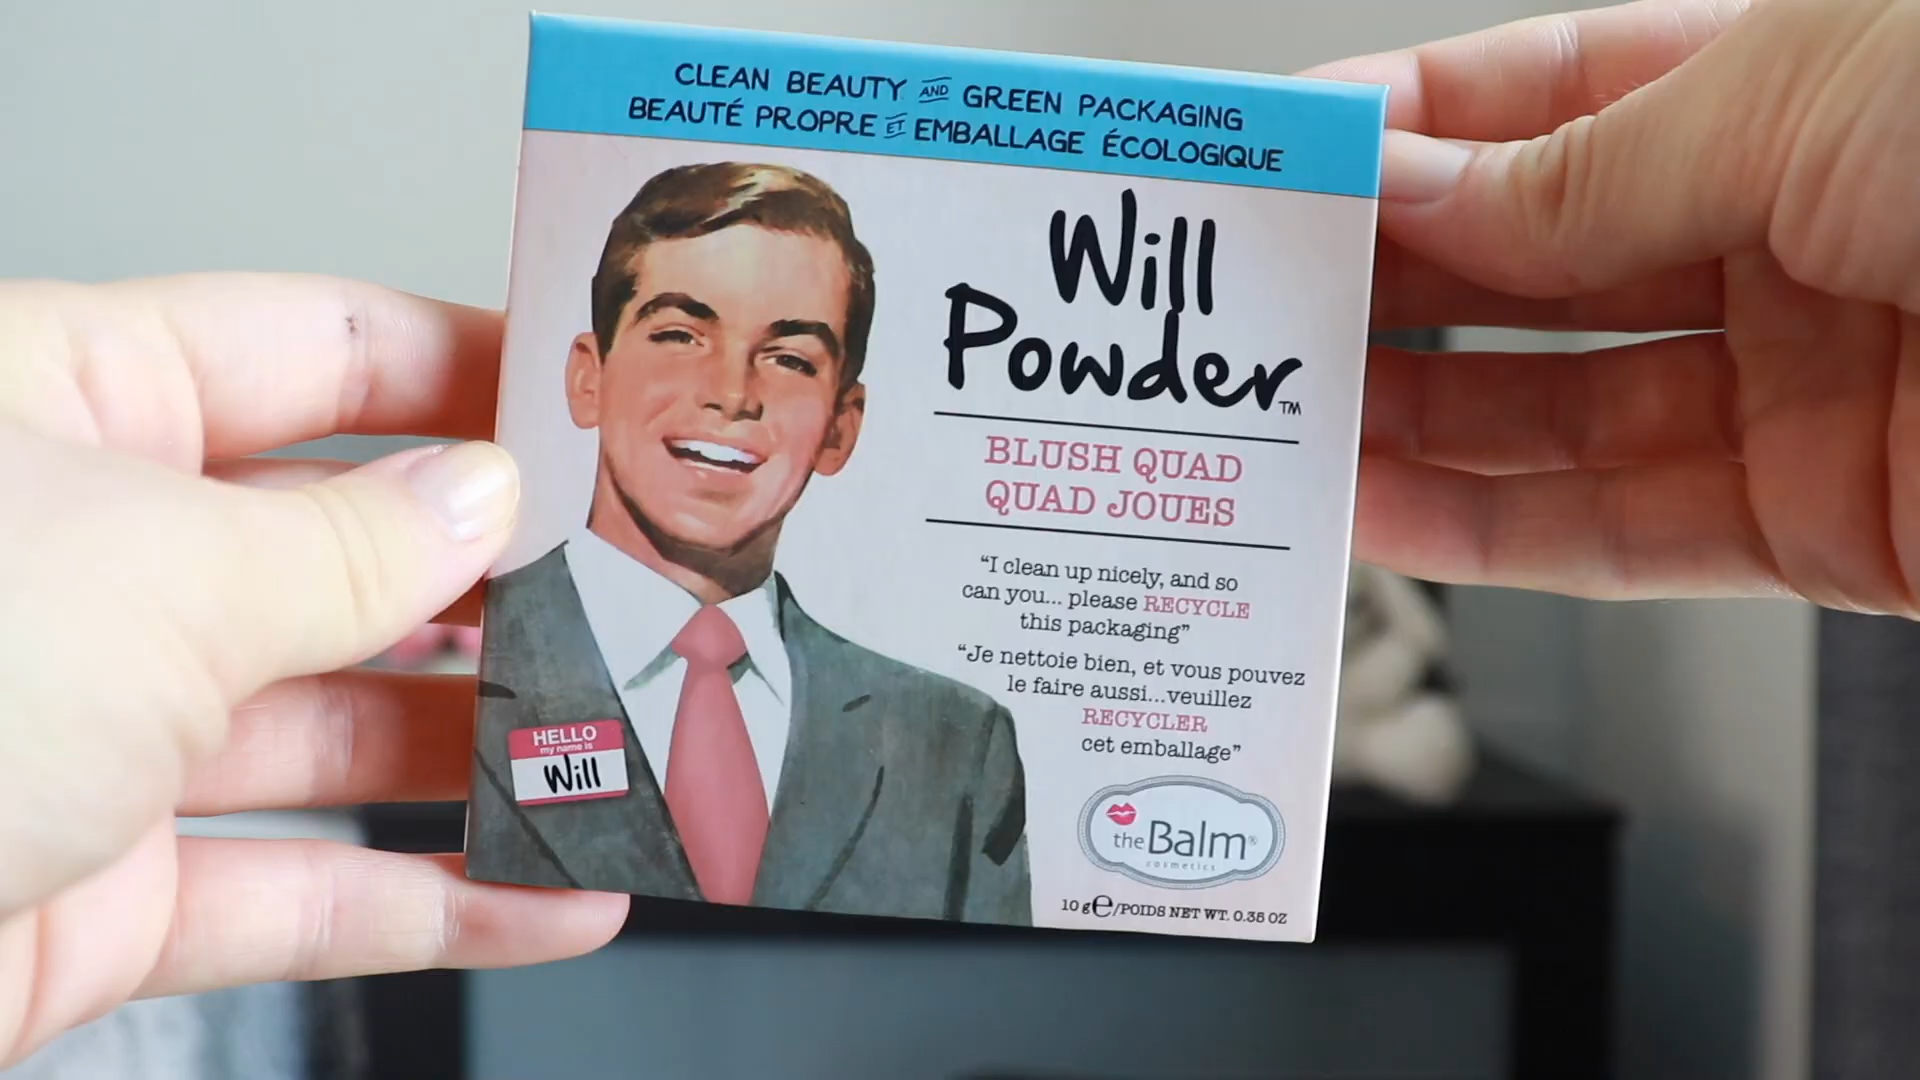 CLEAN BEAUTY AND GREEN PACKAGING
BEAUTÉ PROPRE ET EMBALLAGE ÉCOLOGIQUE
Will
Powder™
BLUSH QUAD
QUAD JOUES
“I clean up nicely, and so
can you... please RECYCLE
this packaging”
“Je nettoie bien, et vous pouvez
le faire aussi...veuillez
RECYCLER
cet emballage”
HELLO
my name is
Will
theBalm®
cosmetics
10 g℮/POIDS NET WT. 0.35 OZ